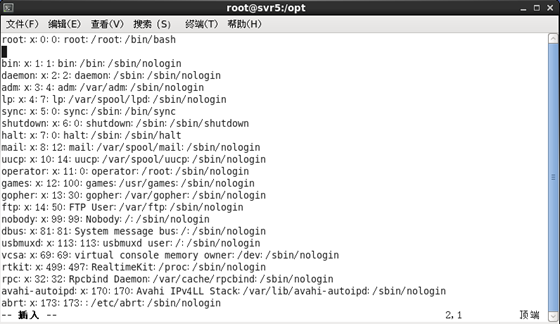 root@svr5:/opt
文件(F) 编辑(E) 查看(V) 搜索 (S) 终端(T) 帮助(H)
root:x:0:0:root:/root:/bin/bash
bin:x:1:1:bin:/bin:/sbin/nologin
daemon:x:2:2:daemon:/sbin:/sbin/nologin
adm:x:3:4:adm:/var/adm:/sbin/nologin
lp:x:4:7:lp:/var/spool/lpd:/sbin/nologin
sync:x:5:0:sync:/sbin:/bin/sync
shutdown:x:6:0:shutdown:/sbin:/sbin/shutdown
halt:x:7:0:halt:/sbin:/sbin/halt
mail:x:8:12:mail:/var/spool/mail:/sbin/nologin
uucp:x:10:14:uucp:/var/spool/uucp:/sbin/nologin
operator:x:11:0:operator:/root:/sbin/nologin
games:x:12:100:games:/usr/games:/sbin/nologin
gopher:x:13:30:gopher:/var/gopher:/sbin/nologin
ftp:x:14:50:FTP User:/var/ftp:/sbin/nologin
nobody:x:99:99:Nobody:/:/sbin/nologin
dbus:x:81:81:System message bus:/:/sbin/nologin
usbmuxd:x:113:113:usbmuxd user:/:/sbin/nologin
vcsa:x:69:69:virtual console memory owner:/dev:/sbin/nologin
rtkit:x:499:497:RealtimeKit:/proc:/sbin/nologin
rpc:x:32:32:Rpcbind Daemon:/var/cache/rpcbind:/sbin/nologin
avahi-autoipd:x:170:170:Avahi IPv4LL Stack:/var/lib/avahi-autoipd:/sbin/nologin
abrt:x:173:173::/etc/abrt:/sbin/nologin
-- 插入 -- 2,1 顶端